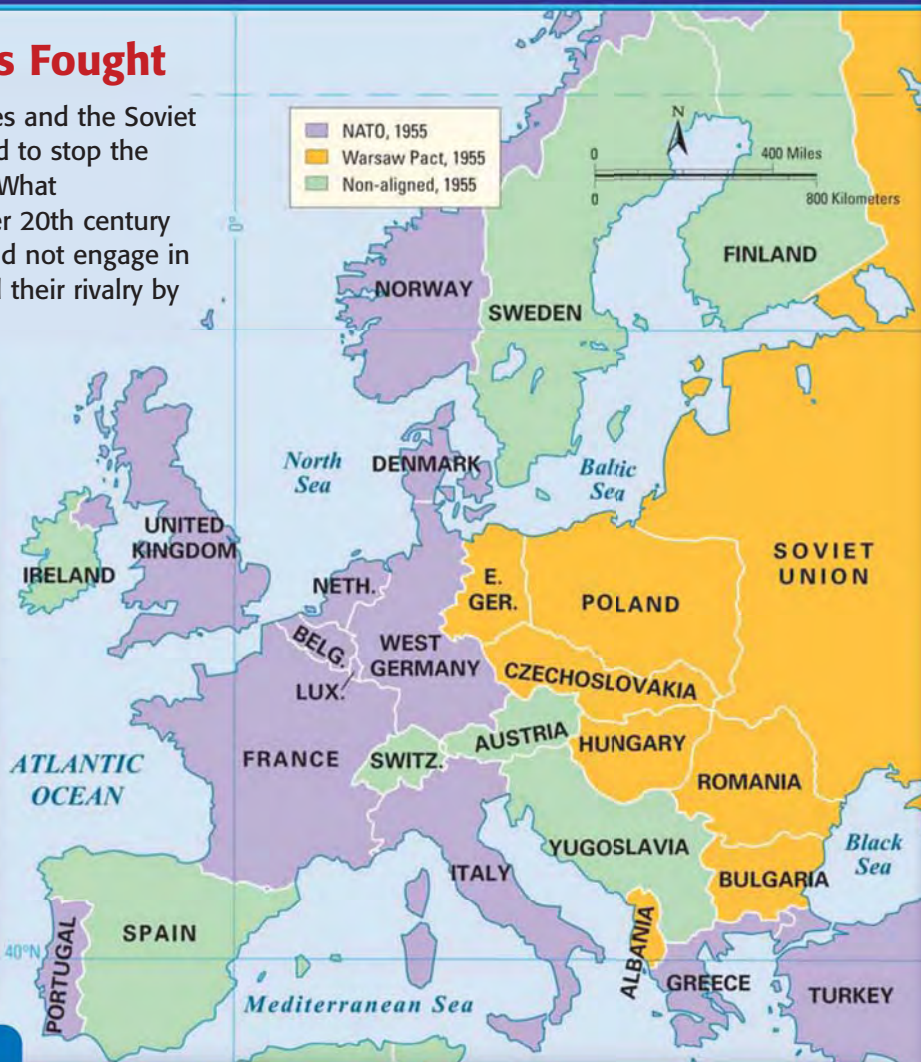 s Fought
es and the Soviet
d to stop the
What
er 20th century
d not engage in
l their rivalry by
NATO, 1955
Warsaw Pact, 1955
Non-aligned, 1955
N
0 400 Miles
0 800 Kilometers
0°
FINLAND
NORWAY
SWEDEN
North
Sea
DENMARK
Baltic
Sea
UNITED
KINGDOM
IRELAND
NETH.
E.
GER.
POLAND
SOVIET
UNION
BELG.
WEST
GERMANY
LUX.
CZECHOSLOVAKIA
ATLANTIC
OCEAN
FRANCE
SWITZ.
AUSTRIA
HUNGARY
ROMANIA
YUGOSLAVIA
Black
Sea
ITALY
BULGARIA
PORTUGAL
SPAIN
40°N
ALBANIA
GREECE
TURKEY
Mediterranean Sea